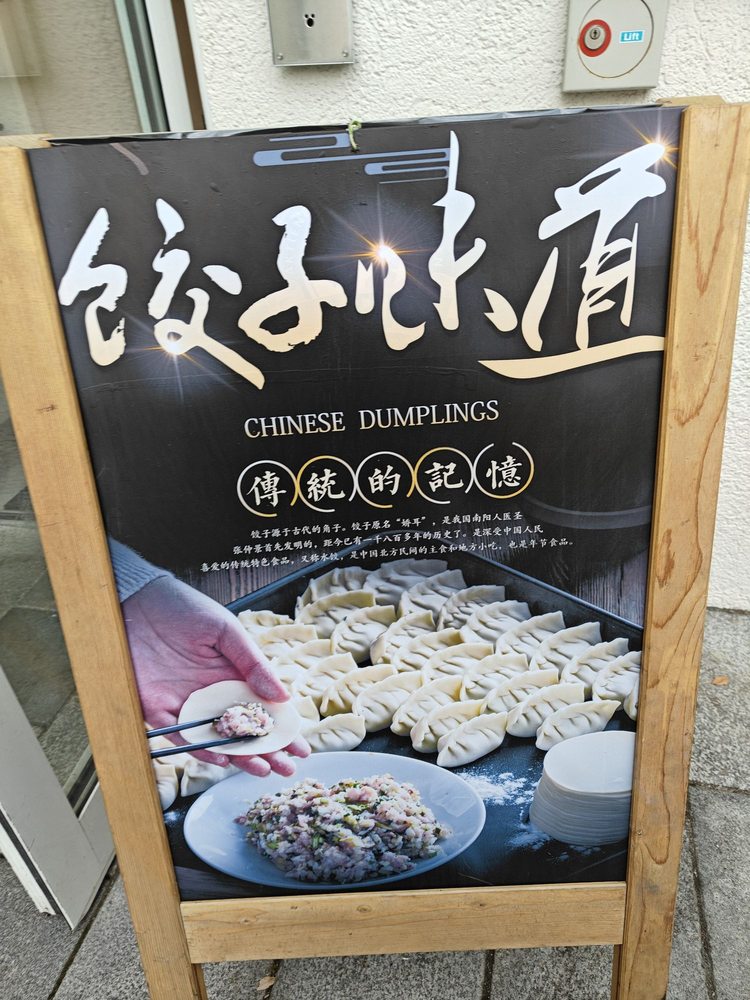 Lift
饺子味道
CHINESE DUMPLINGS
傳統的記憶
饺子源于古代的角子。饺子原名“娇耳”，是我国南阳人医圣
张仲景首先发明的，距今已有一千八百多年的历史了。是深受中国人民
喜爱的传统特色食品，又称水饺，是中国北方民间的主食和地方小吃，也是年节食品。